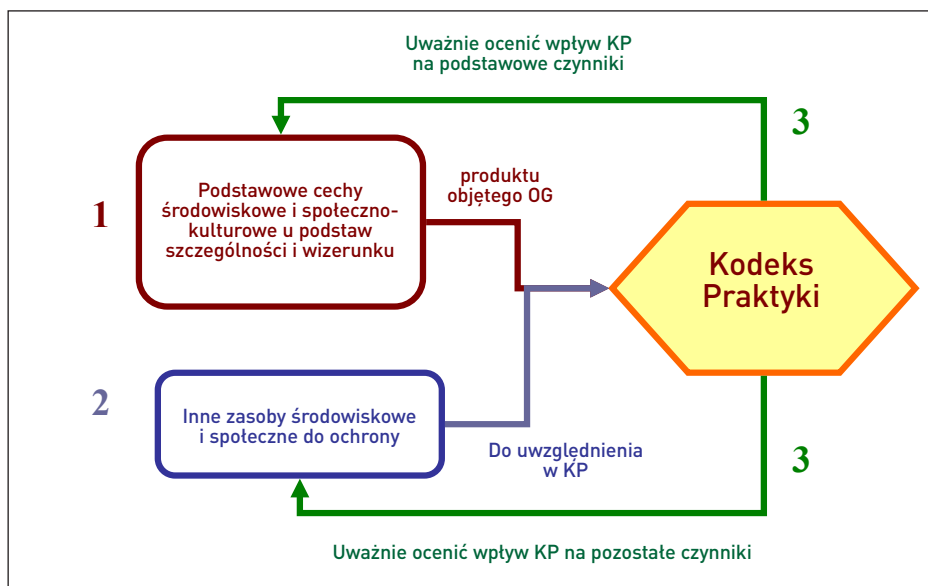 Uważnie ocenić wpływ KP
na podstawowe czynniki
3
1
Podstawowe cechy
środowiskowe i społeczno-
kulturowe u podstaw
szczególności i wizerunku
produktu
objętego OG
Kodeks
Praktyki
2
Inne zasoby środowiskowe
i społeczne do ochrony
Do uwzględnienia
w KP
3
Uważnie ocenić wpływ KP na pozostałe czynniki